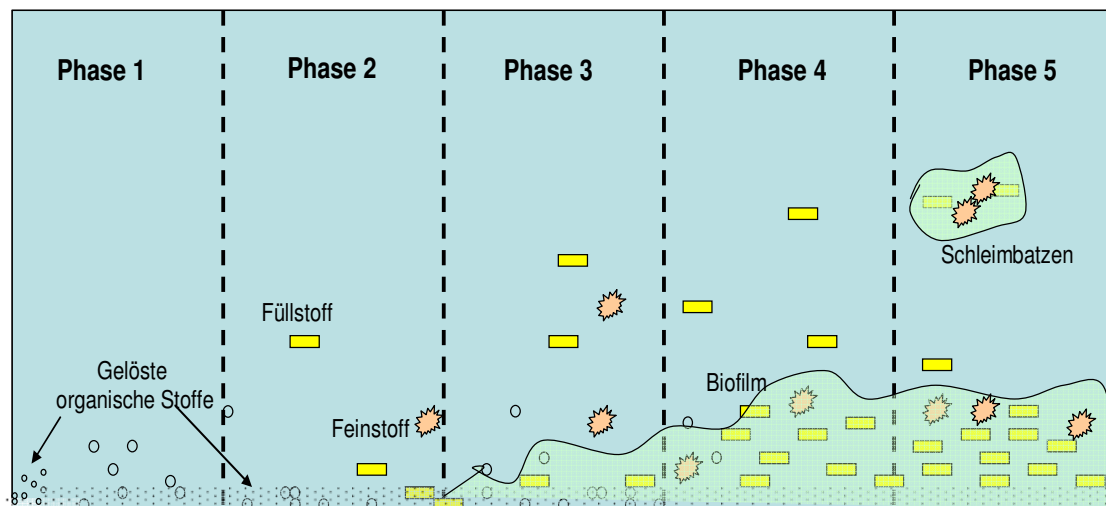 Phase 1
Phase 2
Phase 3
Phase 4
Phase 5
Schleimbatzen
Füllstoff
Gelöste
organische Stoffe
Biofilm
Feinstoff